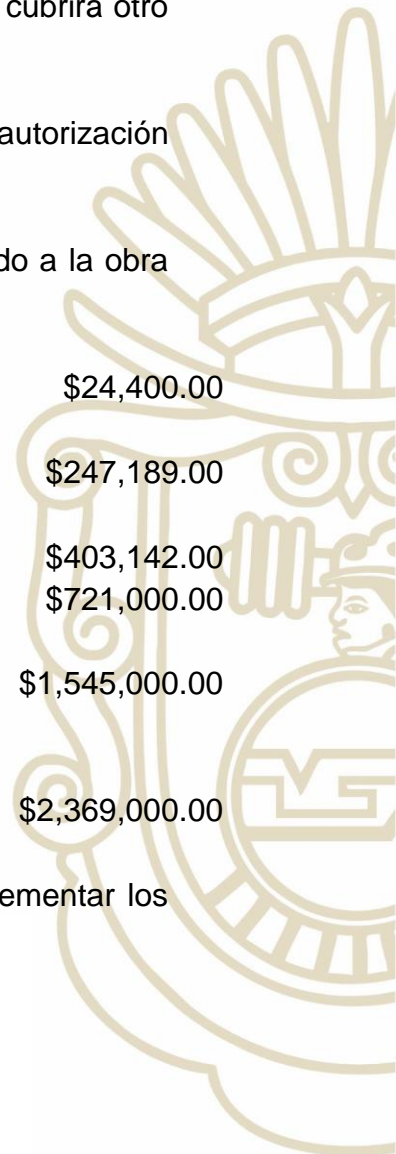 cubrirá otro
autorización
do a la obra
$24,400.00
$247,189.00
$403,142.00
$721,000.00
$1,545,000.00
$2,369,000.00
ementar los